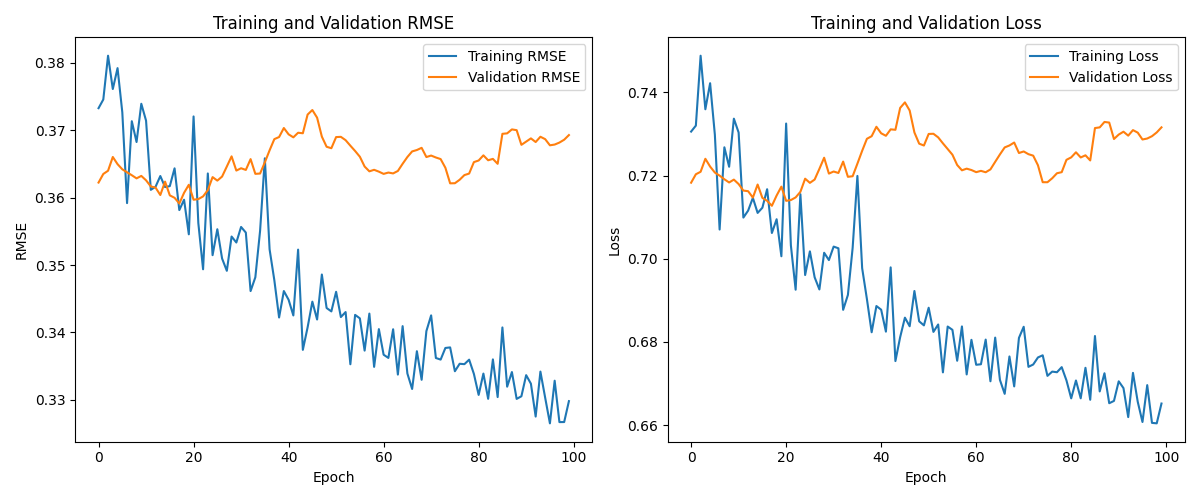 Training and Validation RMSE
Training RMSE
Validation RMSE
RMSE
0.38
0.37
0.36
0.35
0.34
0.33
0
20
40
60
80
100
Epoch
Training and Validation Loss
Training Loss
Validation Loss
Loss
0.74
0.72
0.70
0.68
0.66
0
20
40
60
80
100
Epoch